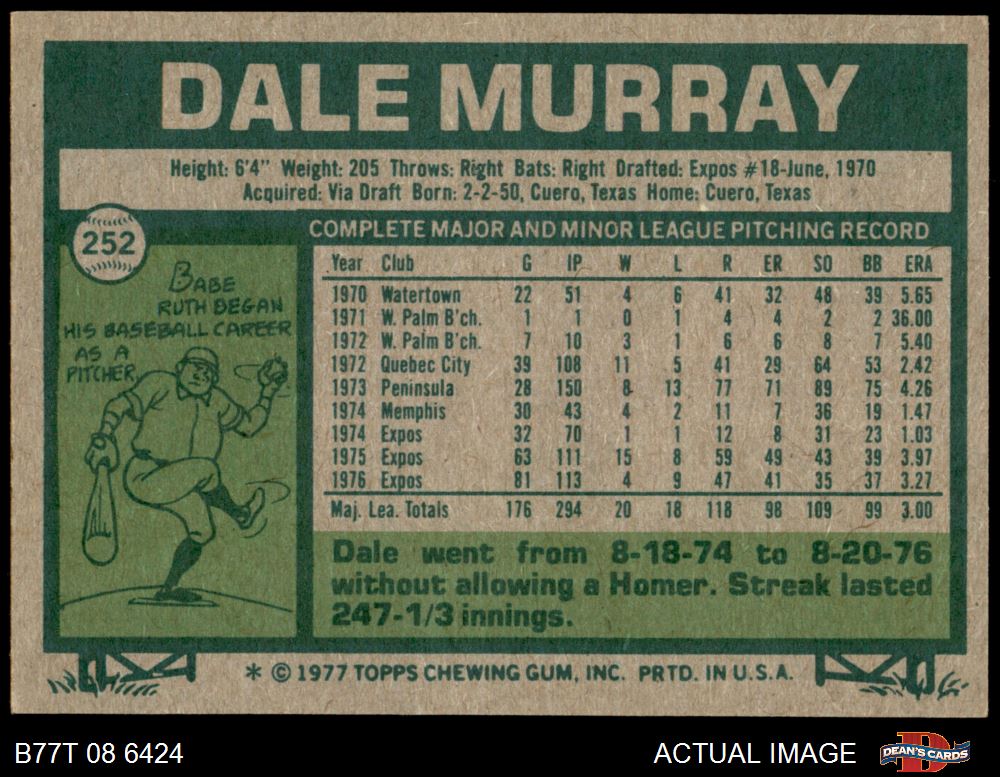 DALE MURRAY
Height: 6'4" Weight: 205 Throws: Right Bats: Right Drafted: Expos #18-June, 1970
Acquired: Via Draft Born: 2-2-50, Cuero, Texas Home: Cuero, Texas
252
BABE
RUTH BEGAN
HIS BASEBALL CAREER
AS A
PITCHER.
COMPLETE MAJOR AND MINOR LEAGUE PITCHING RECORD
Year Club G IP W L R ER SO BB ERA
1970 Watertown 22 51 4 6 41 32 48 39 5.65
1971 W. Palm B'ch. 1 1 0 1 4 4 2 2 36.00
1972 W. Palm B'ch. 7 10 3 1 6 6 8 7 5.40
1972 Quebec City 39 108 11 5 41 29 64 53 2.42
1973 Peninsula 28 150 8 13 77 71 89 75 4.26
1974 Memphis 30 43 4 2 11 7 36 19 1.47
1974 Expos 32 70 1 1 12 8 31 23 1.03
1975 Expos 63 111 15 8 59 49 43 39 3.97
1976 Expos 81 113 4 9 47 41 35 37 3.27
Maj. Lea. Totals 176 294 20 18 118 98 109 99 3.00
Dale went from 8-18-74 to 8-20-76
without allowing a Homer. Streak lasted
247-1/3 innings.
* © 1977 TOPPS CHEWING GUM, INC. PRTD. IN U.S.A.
B77T 08 6424
ACTUAL IMAGE
DEAN'S CARDS